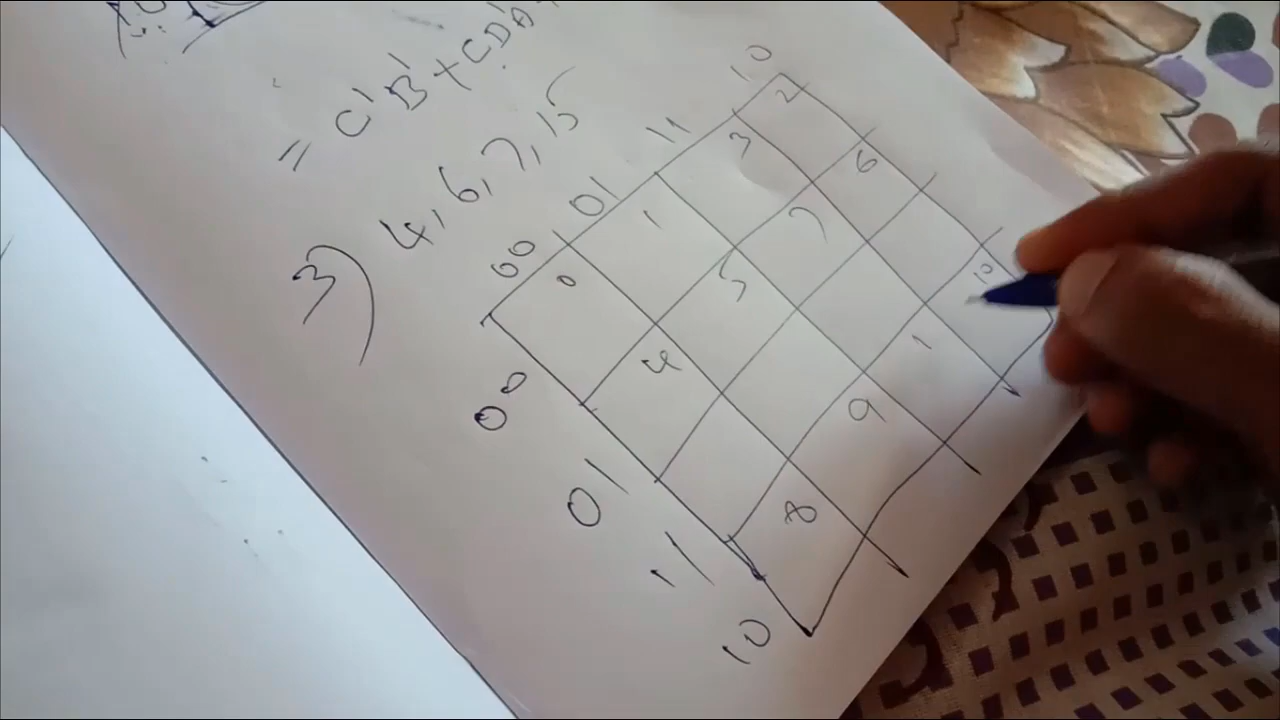 = C'B' + CDA'
3) 4, 6, 7, 15
00 01 11 10
00 0 1 3 2
01 4 5 7 6
11
10 8 9 1 10